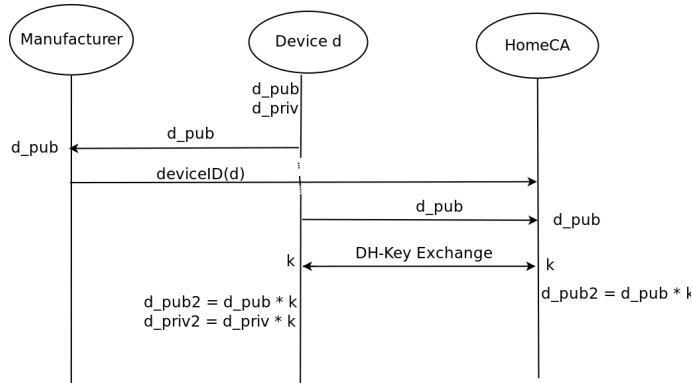 Manufacturer
Device d
HomeCA
d_pub
d_priv
d_pub
d_pub
deviceID(d)
d_pub
d_pub
DH-Key Exchange
k
k
d_pub2 = d_pub * k
d_pub2 = d_pub * k
d_priv2 = d_priv * k